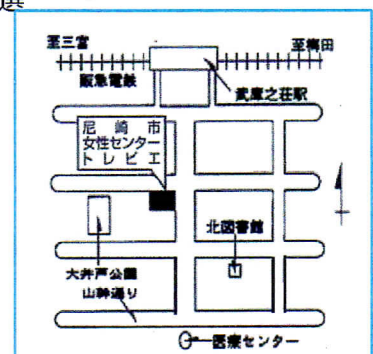 選
至三宮
至梅田
阪急電鉄
武庫之荘駅
尼崎市
女性センター
トレピエ
北図書館
大井戸公園
山幹通り
医療センター